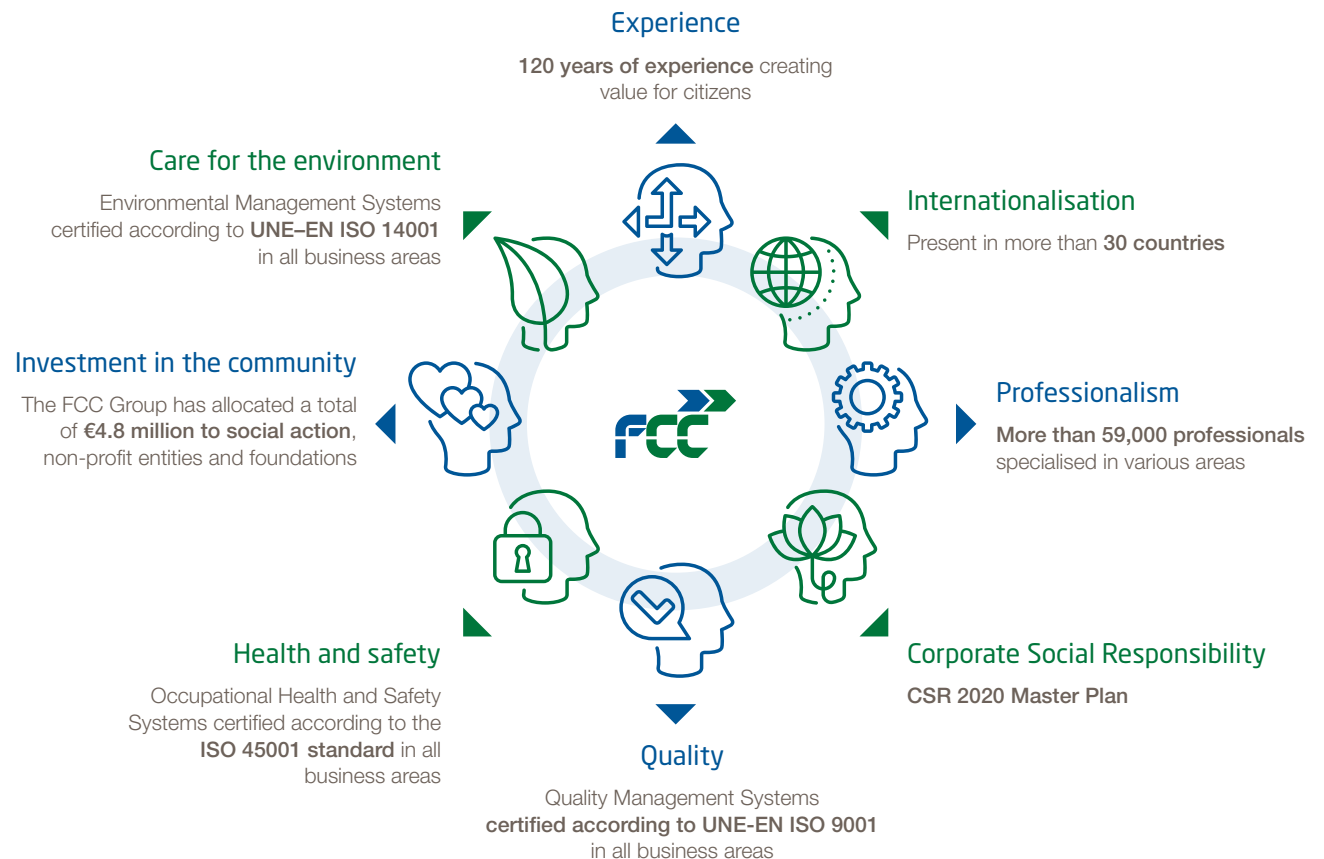 Experience
120 years of experience creating
value for citizens
Care for the environment
Environmental Management Systems
certified according to UNE–EN ISO 14001
in all business areas
Internationalisation
Present in more than 30 countries
Investment in the community
The FCC Group has allocated a total
of €4.8 million to social action,
non-profit entities and foundations
FCC
Professionalism
More than 59,000 professionals
specialised in various areas
Health and safety
Occupational Health and Safety
Systems certified according to the
ISO 45001 standard in all
business areas
Corporate Social Responsibility
CSR 2020 Master Plan
Quality
Quality Management Systems
certified according to UNE-EN ISO 9001
in all business areas